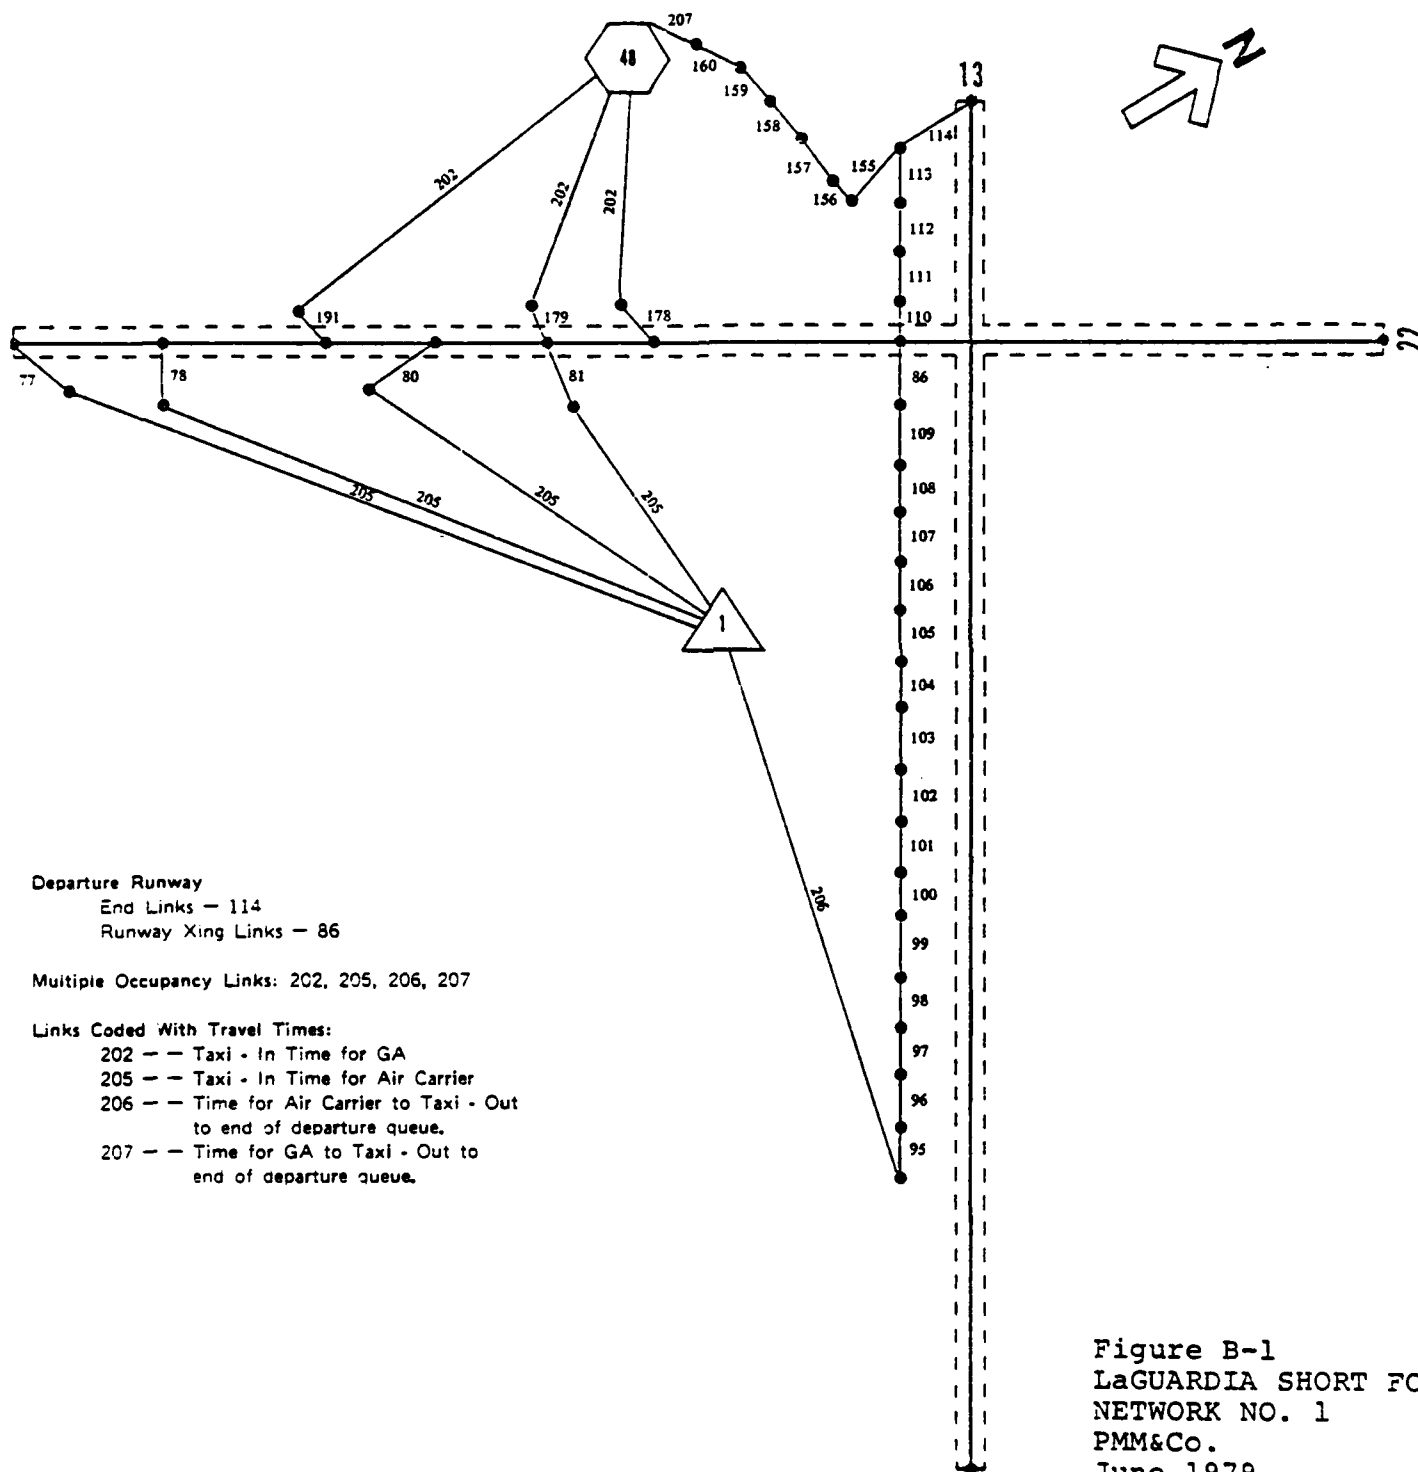 207
48
160
159
158
157
156
155
114
13
N
113
112
111
110
202
202
202
191
179
178
22
77
78
80
81
86
109
108
107
106
105
104
103
102
101
100
99
98
97
96
95
205
205
205
205
1
206
Departure Runway
End Links — 114
Runway Xing Links — 86
Multiple Occupancy Links: 202, 205, 206, 207
Links Coded With Travel Times:
202 — — Taxi - In Time for GA
205 — — Taxi - In Time for Air Carrier
206 — — Time for Air Carrier to Taxi - Out
to end of departure queue.
207 — — Time for GA to Taxi - Out to
end of departure queue.
Figure B-1
LaGUARDIA SHORT FO
NETWORK NO. 1
PMM&Co.
June 1979